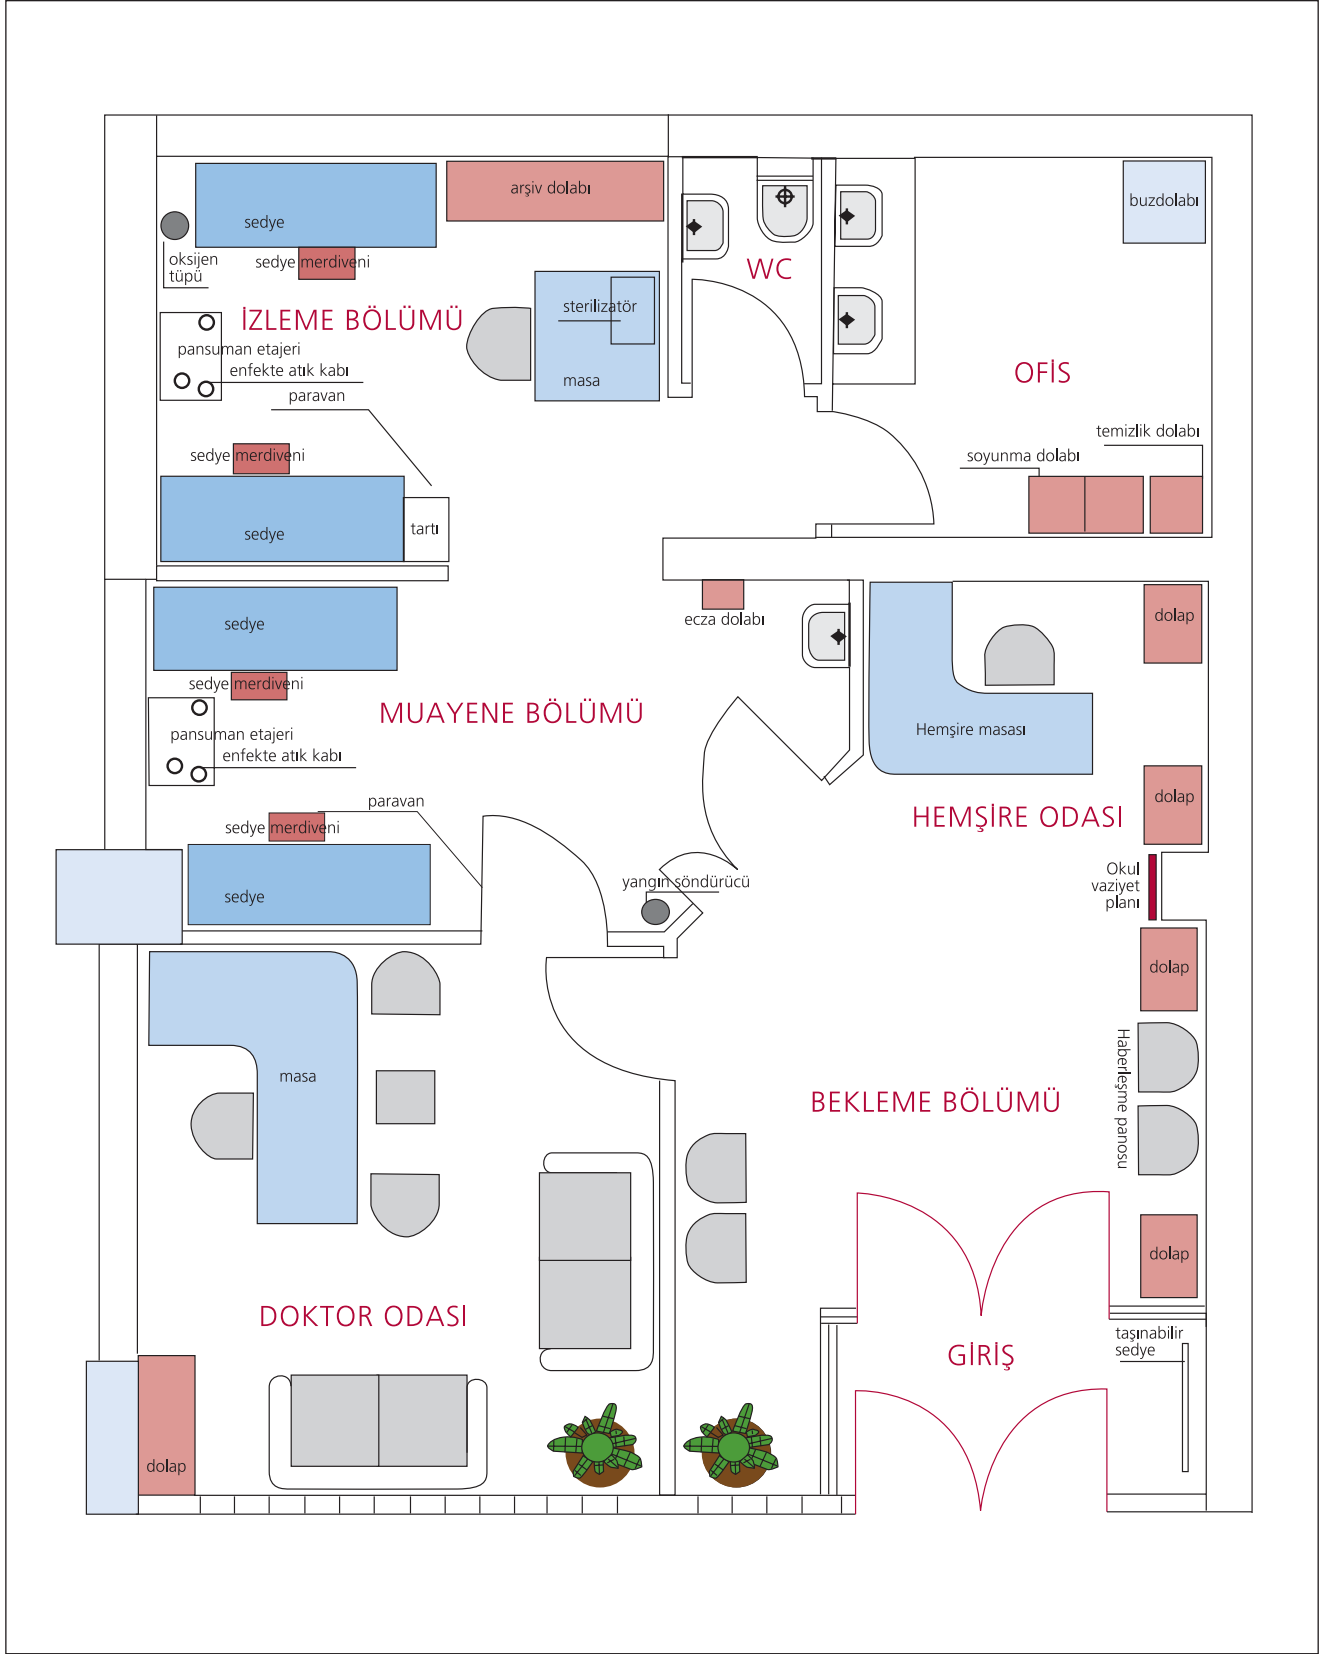 sedye
arşiv dolabı
buzdolabı
oksijen
tüpü
sedye merdiveni
WC
İZLEME BÖLÜMÜ
sterilizatör
pansuman etajeri
enfekte atık kabı
masa
OFİS
paravan
temizlik dolabı
sedye merdiveni
soyunma dolabı
sedye
tartı
sedye
ecza dolabı
dolap
sedye merdiveni
MUAYENE BÖLÜMÜ
Hemşire masası
pansuman etajeri
enfekte atık kabı
paravan
dolap
HEMŞİRE ODASI
sedye merdiveni
sedye
yangın söndürücü
Okul
vaziyet
planı
dolap
masa
Haberleşme panosu
BEKLEME BÖLÜMÜ
dolap
DOKTOR ODASİ
GİRİŞ
taşınabilir
sedye
dolap